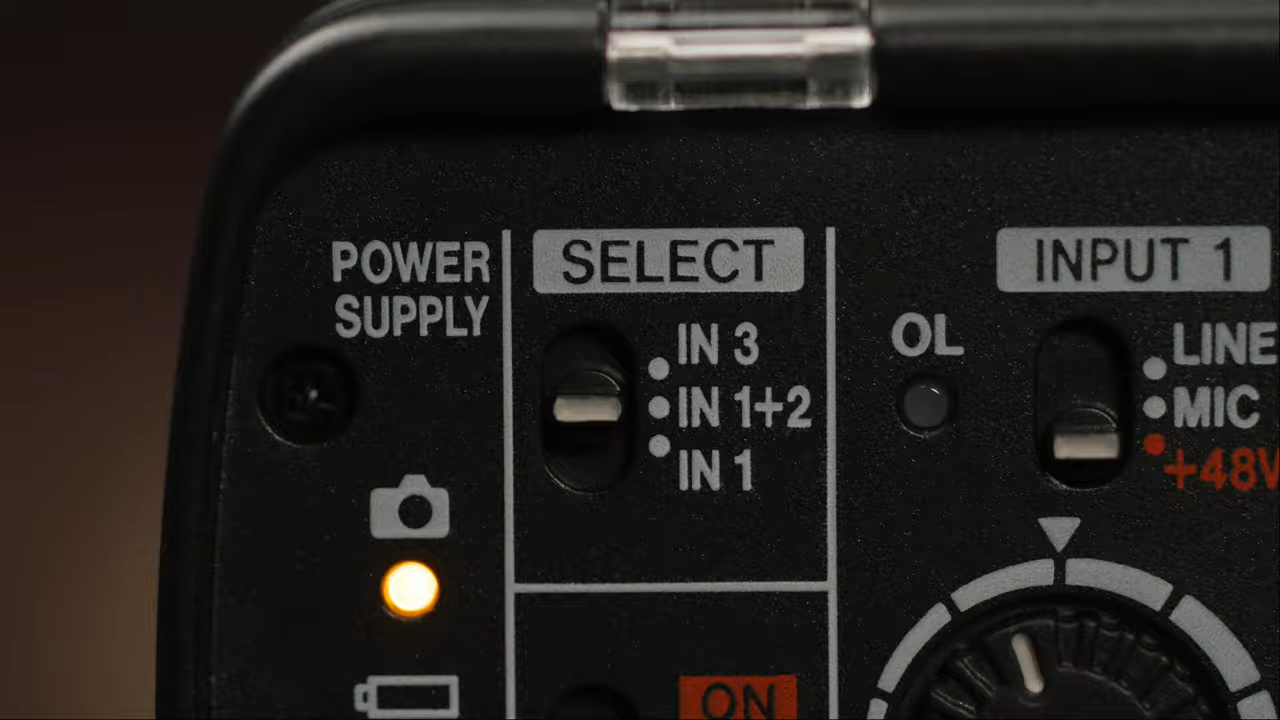 POWER
SUPPLY
SELECT
IN 3
IN 1+2
IN 1
OL
INPUT 1
LINE
MIC
+48V
ON